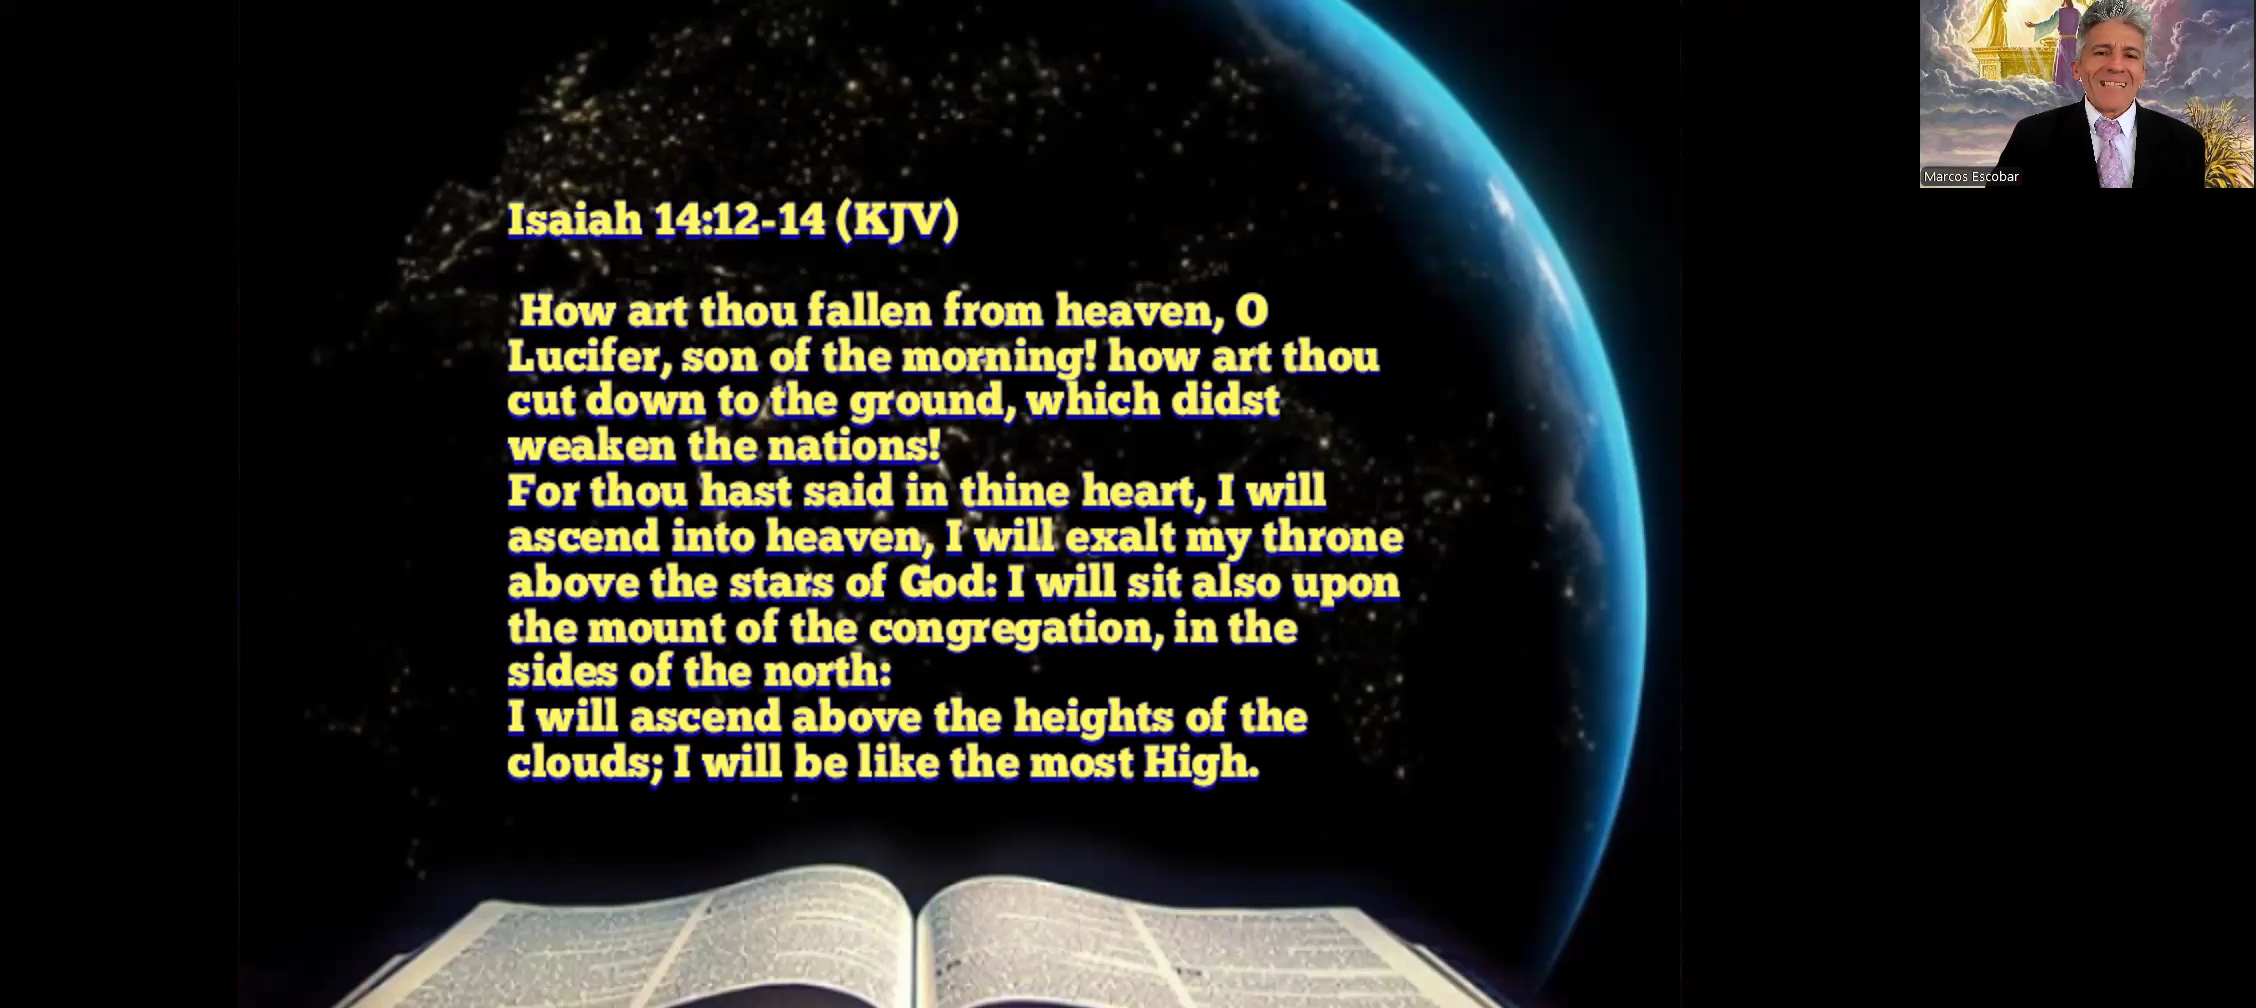 Isaiah 14:12-14 (KJV)
How art thou fallen from heaven, O
Lucifer, son of the morning! how art thou
cut down to the ground, which didst
weaken the nations!
For thou hast said in thine heart, I will
ascend into heaven, I will exalt my throne
above the stars of God: I will sit also upon
the mount of the congregation, in the
sides of the north:
I will ascend above the heights of the
clouds; I will be like the most High.
Marcos Escobar